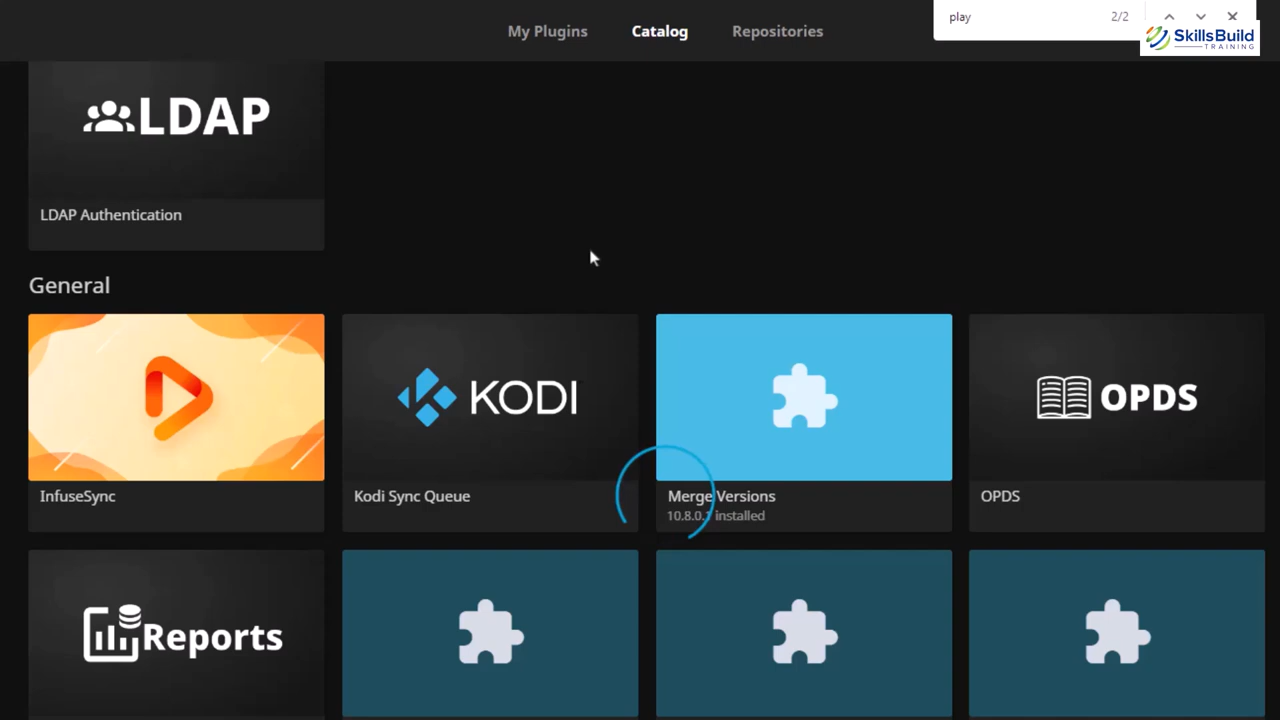 My Plugins
Catalog
Repositories
play
2/2
SkillsBuild
TRAINING
LDAP
LDAP Authentication
General
KODI
OPDS
InfuseSync
Kodi Sync Queue
Merge Versions
10.8.0.1 installed
OPDS
Reports